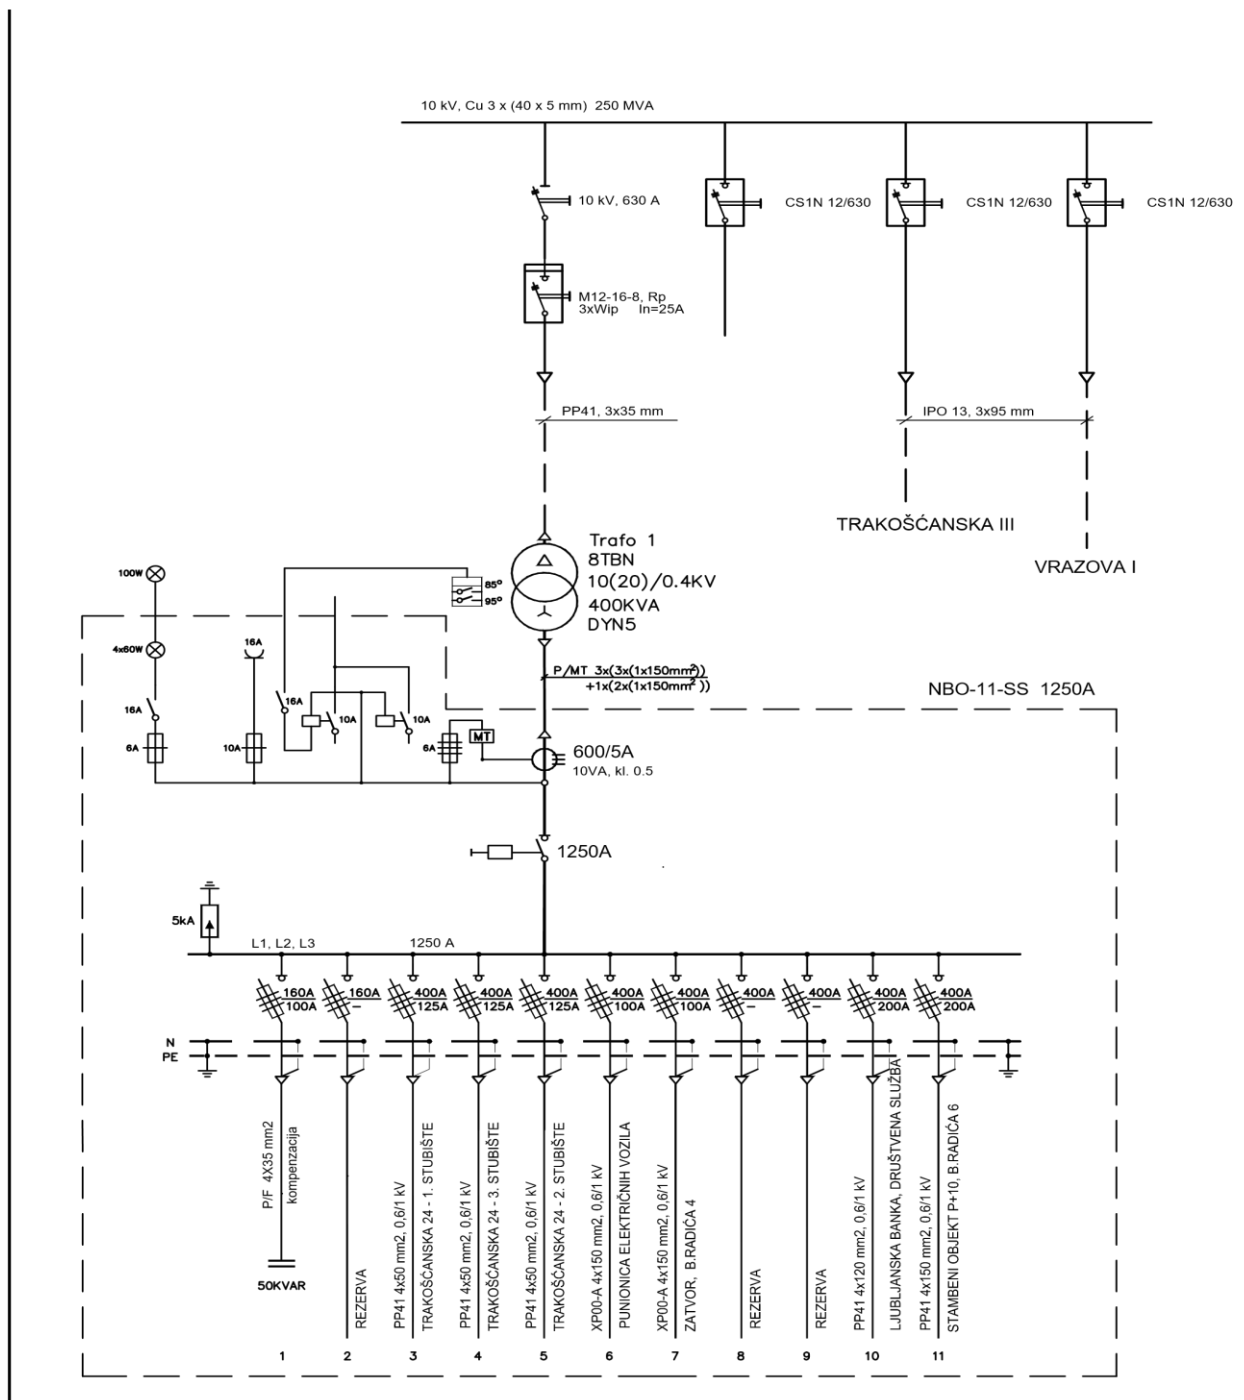 10 kV, Cu 3 x (40 x 5 mm) 250 MVA
10 kV, 630 A
CS1N 12/630
CS1N 12/630
CS1N 12/630
M12-16-8, Rp
3xWip In=25A
PP41, 3x35 mm
IPO 13, 3x95 mm
TRAKOŠĆANSKA III
VRAZOVA I
Trafo 1
8TBN
10(20)/0.4KV
400KVA
DYN5
85°
95°
100W
4x60W
16A
6A
16A
10A
16A
10A
10A
6A
MT
P/MT 3x(3x(1x150mm²))
+1x(2x(1x150mm²))
NBO-11-SS 1250A
600/5A
10VA, kl. 0.5
1250A
5kA
L1, L2, L3
1250 A
160A
100A
160A
–
400A
125A
400A
125A
400A
125A
400A
100A
400A
100A
400A
–
400A
–
400A
200A
400A
200A
N
PE
P/F 4X35 mm2
kompenzacija
50KVAR
REZERVA
PP41 4x50 mm2, 0,6/1 kV
TRAKOŠĆANSKA 24 - 1. STUBIŠTE
PP41 4x50 mm2, 0,6/1 kV
TRAKOŠĆANSKA 24 - 3. STUBIŠTE
PP41 4x50 mm2, 0,6/1 kV
TRAKOŠĆANSKA 24 - 2. STUBIŠTE
XP00-A 4x150 mm2, 0,6/1 kV
PUNIONICA ELEKTRIČNIH VOZILA
XP00-A 4x150 mm2, 0,6/1 kV
ZATVOR, B.RADIĆA 4
REZERVA
REZERVA
PP41 4x120 mm2, 0,6/1 kV
LJUBLJANSKA BANKA, DRUŠTVENA SLUŽBA
PP41 4x150 mm2, 0,6/1 kV
STAMBENI OBJEKT P+10, B.RADIĆA 6
1 2 3 4 5 6 7 8 9 10 11